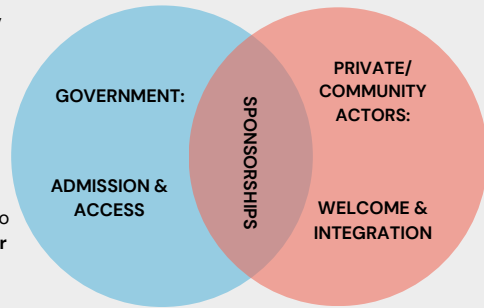 GOVERNMENT:
ADMISSION &
ACCESS
SPONSORSHIPS
PRIVATE/
COMMUNITY
ACTORS:
WELCOME &
INTEGRATION